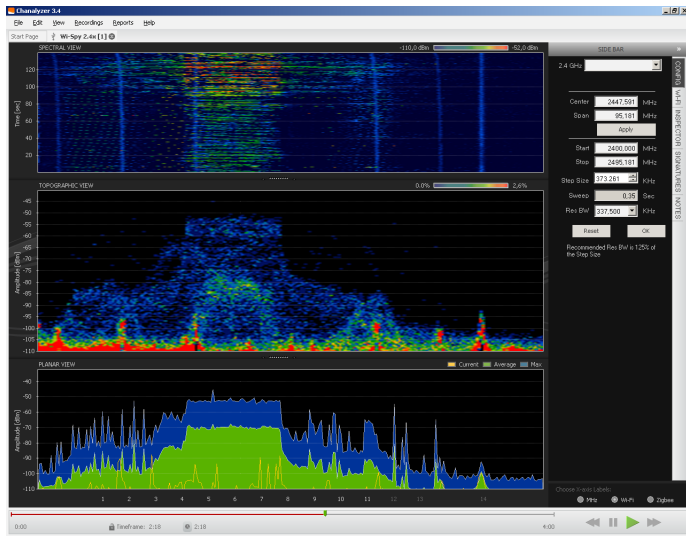 Chanalyzer 3.4
File Edit View Recordings Reports Help
Start Page Wi-Spy 2.4x [1]
SPECTRAL VIEW -110,0 dBm -52,0 dBm
Time [sec]
120
100
80
60
40
20
TOPOGRAPHIC VIEW 0.0% 2,6%
Amplitude [dBm]
-45
-50
-55
-60
-65
-70
-75
-80
-85
-90
-95
-100
-105
-110
PLANAR VIEW Current Average Max
Amplitude [dBm]
-40
-50
-60
-70
-80
-90
-100
-110
1 2 3 4 5 6 7 8 9 10 11 12 13 14
0:00 Timeframe: 2:18 2:18 4:00
SIDE BAR
2.4 GHz
Center 2447,591 MHz
Span 95,181 MHz
Apply
Start 2400,000 MHz
Stop 2495,181 MHz
Step Size 373.261 KHz
Sweep 0,35 Sec
Res BW 337,500 KHz
Reset OK
Recommended Res BW is 125% of
the Step Size
CONFIG
WI-FI
INSPECTOR
SIGNATURES
NOTES
Choose X-axis Labels:
MHz Wi-Fi Zigbee